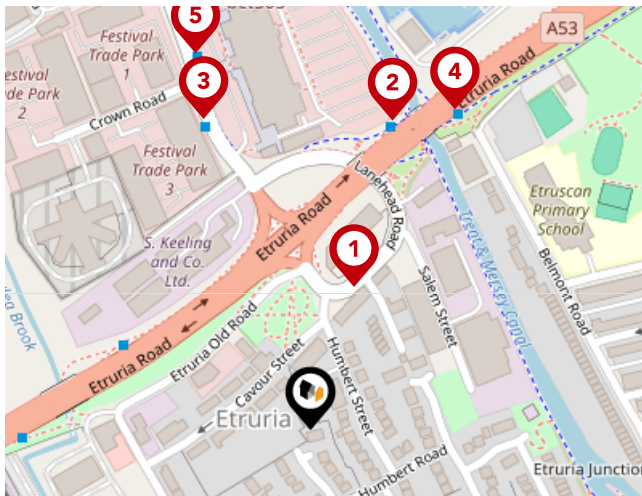 5
bet365
Festival
Trade Park
1
Festival
Trade Park
2
3
2
4
A53
Etruria Road
Crown Road
Festival
Trade Park
3
Lanehead Road
Etruscan
Primary
School
Etruria Road
S. Keeling
and Co.
Ltd.
1
Trent & Mersey Canal
Belmont Road
Salem Street
Brook
Etruria Old Road
Etruria Road
Cavour Street
Humbert Street
Etruria
Humbert Road
Etruria Junction